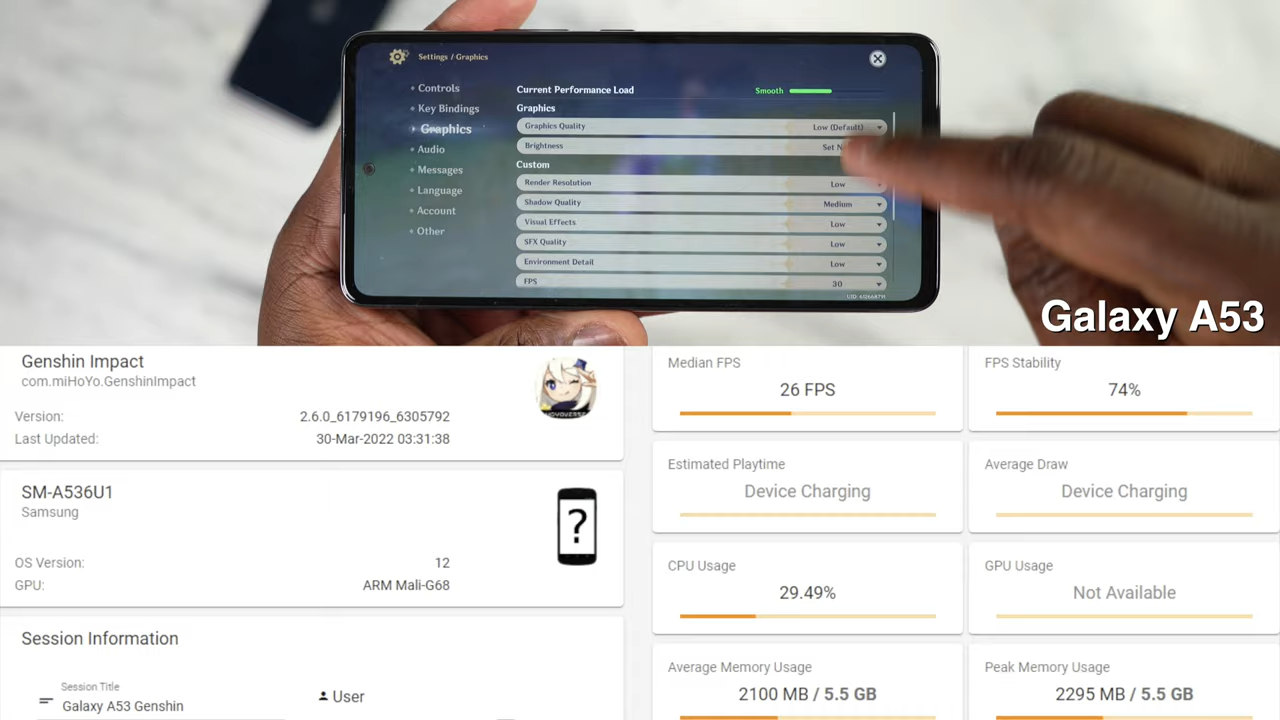 Settings / Graphics
Controls
Key Bindings
Graphics
Audio
Messages
Language
Account
Other
Current Performance Load
Smooth
Graphics
Graphics Quality
Low (Default)
Brightness
Set N
Custom
Render Resolution
Low
Shadow Quality
Medium
Visual Effects
Low
SFX Quality
Low
Environment Detail
Low
FPS
30
Galaxy A53
Genshin Impact
com.miHoYo.GenshinImpact
HOYOVERSE
Version:
2.6.0_6179196_6305792
Last Updated:
30-Mar-2022 03:31:38
SM-A536U1
Samsung
?
OS Version:
12
GPU:
ARM Mali-G68
Session Information
Session Title
Galaxy A53 Genshin
User
Median FPS
26 FPS
FPS Stability
74%
Estimated Playtime
Device Charging
Average Draw
Device Charging
CPU Usage
29.49%
GPU Usage
Not Available
Average Memory Usage
2100 MB / 5.5 GB
Peak Memory Usage
2295 MB / 5.5 GB